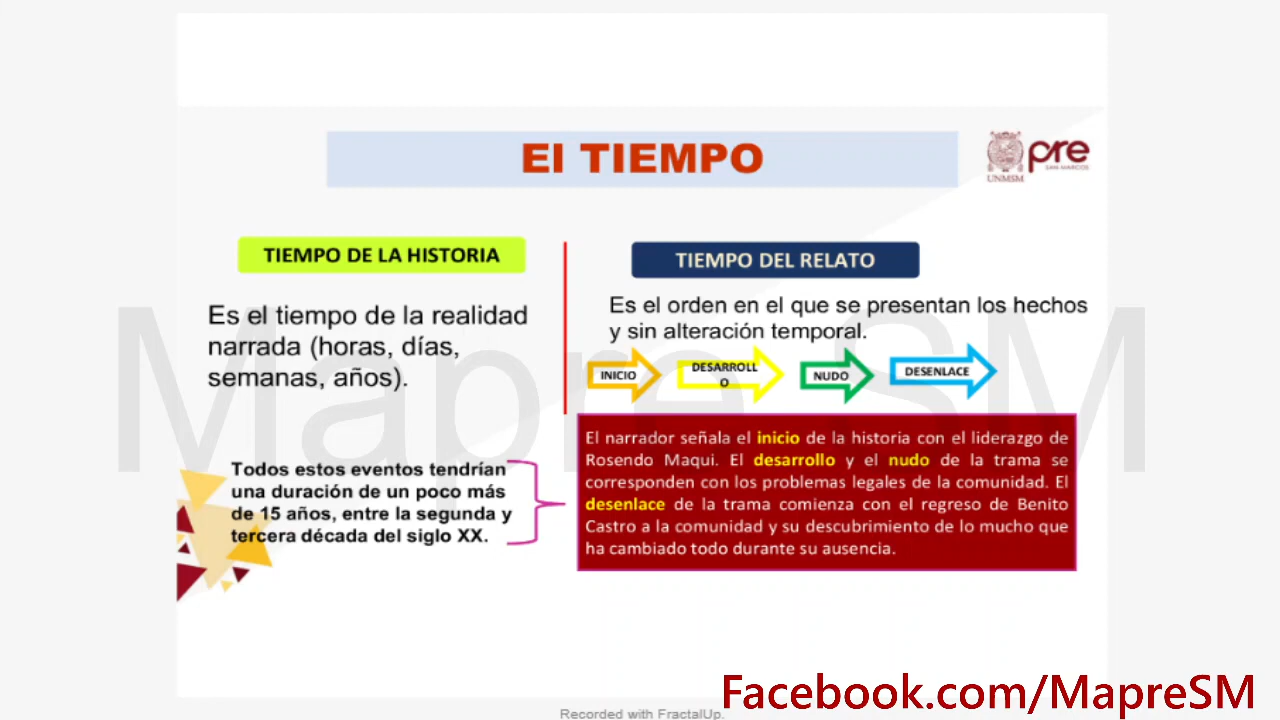 El TIEMPO
pre
SAN MARCOS
UNMSM
TIEMPO DE LA HISTORIA
Es el tiempo de la realidad
narrada (horas, días,
semanas, años).
Todos estos eventos tendrían
una duración de un poco más
de 15 años, entre la segunda y
tercera década del siglo XX.
TIEMPO DEL RELATO
Es el orden en el que se presentan los hechos
y sin alteración temporal.
INICIO
DESARROLL
O
NUDO
DESENLACE
El narrador señala el inicio de la historia con el liderazgo de
Rosendo Maqui. El desarrollo y el nudo de la trama se
corresponden con los problemas legales de la comunidad. El
desenlace de la trama comienza con el regreso de Benito
Castro a la comunidad y su descubrimiento de lo mucho que
ha cambiado todo durante su ausencia.
Mapre SM
Facebook.com/MapreSM
Recorded with FractalUp.